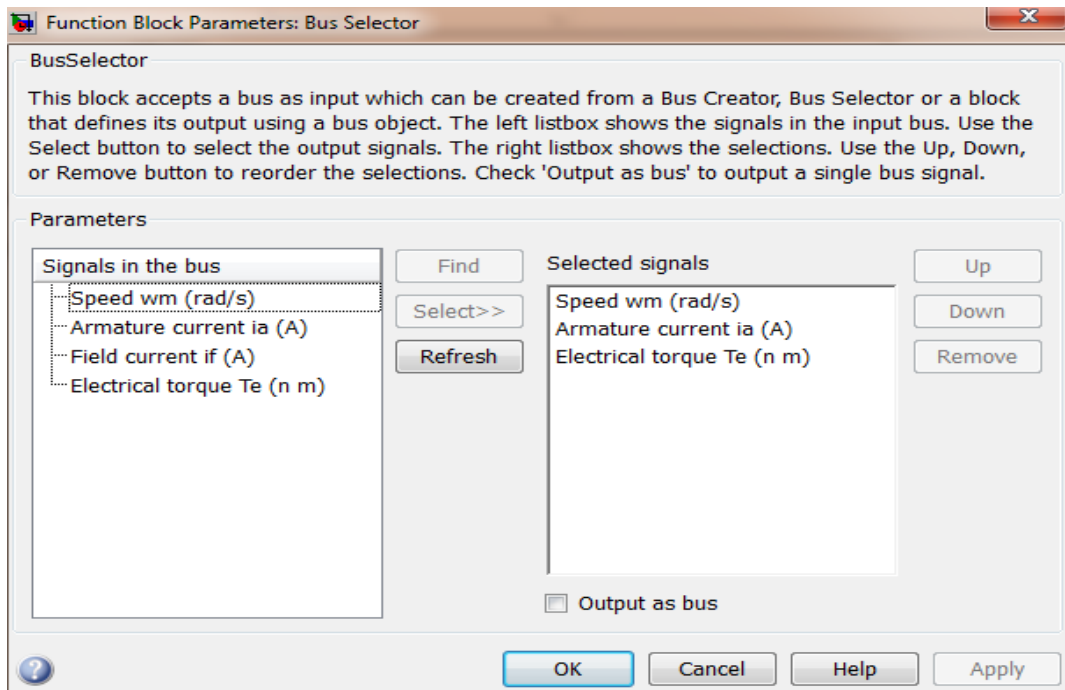 Function Block Parameters: Bus Selector
BusSelector
This block accepts a bus as input which can be created from a Bus Creator, Bus Selector or a block
that defines its output using a bus object. The left listbox shows the signals in the input bus. Use the
Select button to select the output signals. The right listbox shows the selections. Use the Up, Down,
or Remove button to reorder the selections. Check 'Output as bus' to output a single bus signal.
Parameters
Signals in the bus
Speed wm (rad/s)
Armature current ia (A)
Field current if (A)
Electrical torque Te (n m)
Find
Select>>
Refresh
Selected signals
Speed wm (rad/s)
Armature current ia (A)
Electrical torque Te (n m)
Up
Down
Remove
Output as bus
?
OK
Cancel
Help
Apply